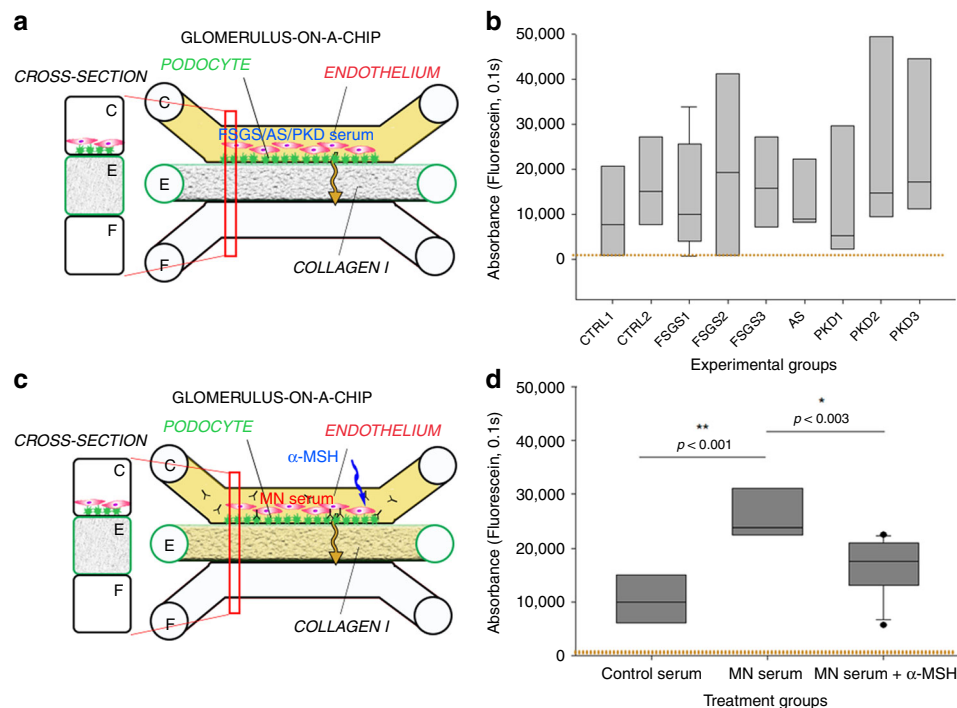 a
GLOMERULUS-ON-A-CHIP
PODOCYTE
ENDOTHELIUM
CROSS-SECTION
C
C
FSGS/AS/PKD serum
E
E
F
F
COLLAGEN I
b
50,000
40,000
30,000
20,000
10,000
0
Absorbance (Fluorescein, 0.1s)
CTRL1
CTRL2
FSGS1
FSGS2
FSGS3
AS
PKD1
PKD2
PKD3
Experimental groups
c
GLOMERULUS-ON-A-CHIP
PODOCYTE
ENDOTHELIUM
CROSS-SECTION
α-MSH
C
C
MN serum
E
E
F
F
COLLAGEN I
d
50,000
40,000
30,000
20,000
10,000
0
Absorbance (Fluorescein, 0.1s)
**
p < 0.001
*
p < 0.003
Control serum
MN serum
MN serum + α-MSH
Treatment groups